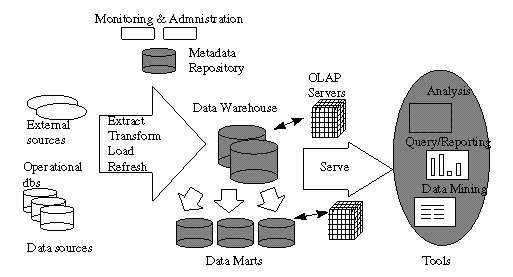 Monitoring & Admnistration
Metadata
Repository
OLAP
Servers
Data Warehouse
External
sources
Extract
Transform
Load
Refresh
Operational
dbs
Serve
Analysis
Query/Reporting
Data Mining
Data sources
Data Marts
Tools